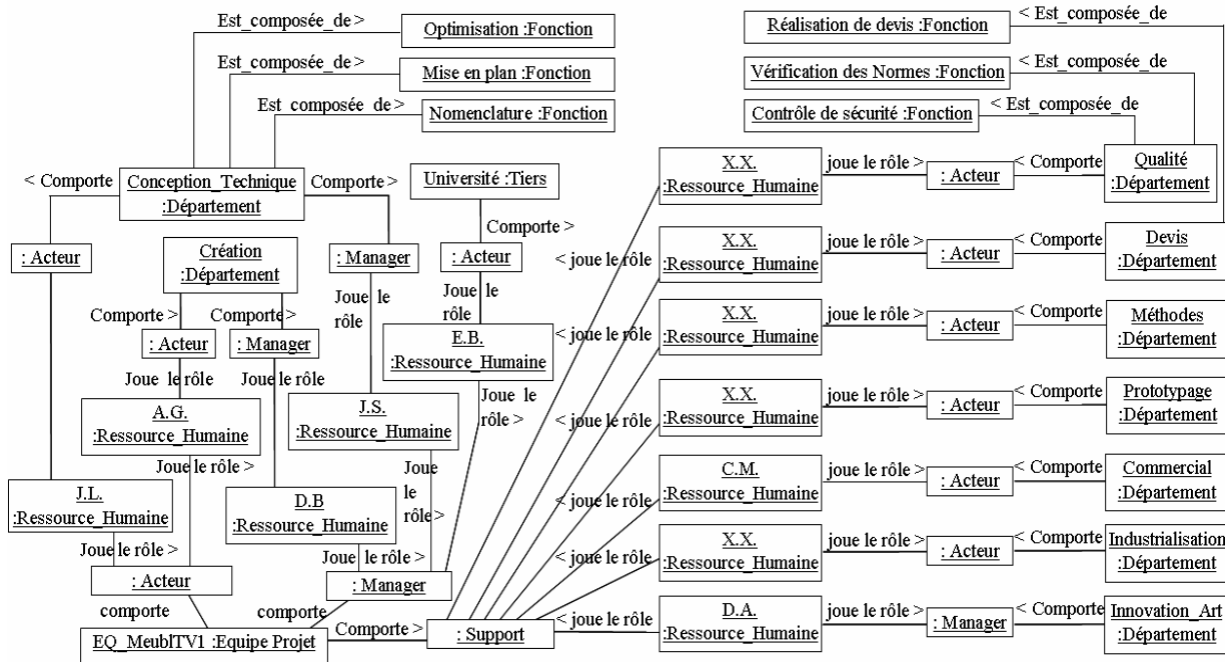 Est_composée_de >
Optimisation :Fonction
Est_composée_de>
Mise en plan :Fonction
Est_composée_de >
Nomenclature :Fonction
< Est_composée_de
Réalisation de devis :Fonction
< Est_composée_de
Vérification des Normes :Fonction
< Est_composée_de
Contrôle de sécurité :Fonction
< Comporte
Conception_Technique
:Département
Comporte >
Université :Tiers
Comporte >
: Acteur
Création
:Département
: Manager
: Acteur
Comporte >
Comporte >
: Acteur
: Manager
Joue le
rôle
Joue le
rôle
E.B.
:Ressource_Humaine
Joue le rôle
Joue le rôle
A.G.
:Ressource_Humaine
J.S.
:Ressource_Humaine
Joue le
rôle >
Joue le rôle >
Joue
le
rôle>
J.L.
:Ressource_Humaine
D.B
:Ressource_Humaine
Joue le rôle >
Joue le rôle >
: Acteur
: Manager
comporte
comporte
EQ_MeublTV1 :Equipe Projet
Comporte >
: Support
X.X.
:Ressource_Humaine
joue le rôle >
: Acteur
< Comporte
Qualité
:Département
< joue le rôle
X.X.
:Ressource_Humaine
joue le rôle >
: Acteur
< Comporte
Devis
:Département
< joue le rôle
X.X.
:Ressource_Humaine
joue le rôle >
: Acteur
< Comporte
Méthodes
:Département
< joue le rôle
X.X.
:Ressource_Humaine
joue le rôle >
: Acteur
< Comporte
Prototypage
:Département
< joue le rôle
C.M.
:Ressource_Humaine
joue le rôle >
: Acteur
< Comporte
Commercial
:Département
< joue le rôle
X.X.
:Ressource_Humaine
joue le rôle >
: Acteur
< Comporte
Industrialisation
:Département
< joue le rôle
D.A.
:Ressource_Humaine
joue le rôle >
: Manager
< Comporte
Innovation_Art
:Département